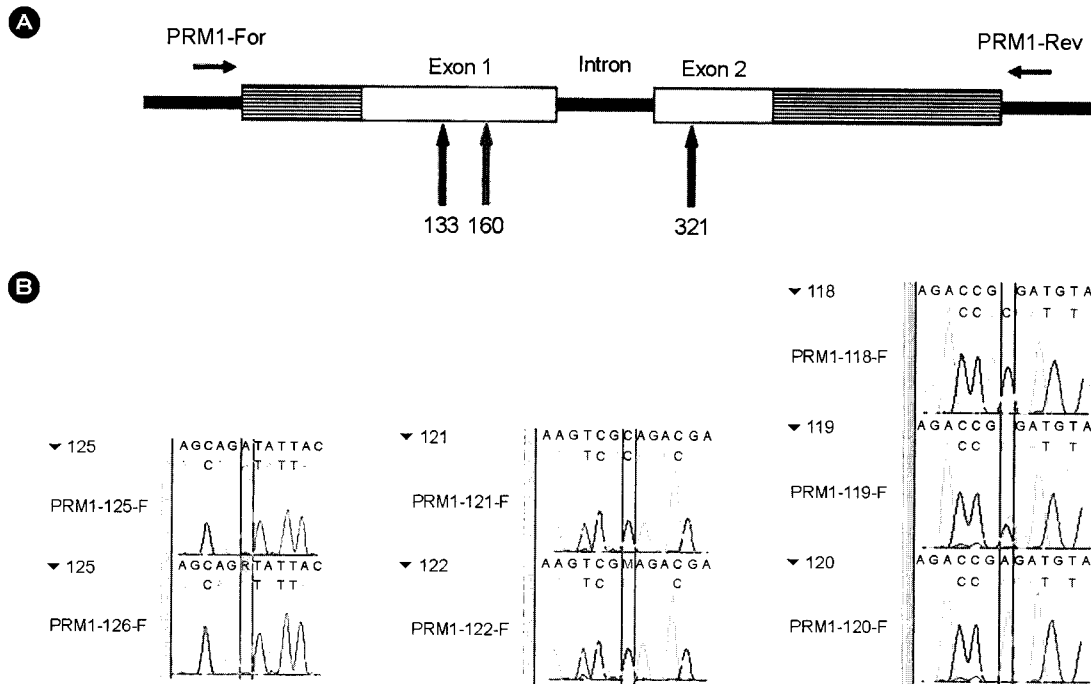 A
PRM1-For
Exon 1
Intron
Exon 2
PRM1-Rev
133 160
321
B
125
AGCAGATATTAC
C T TT
PRM1-125-F
125
AGCAGRTATTAC
C T TT
PRM1-126-F
121
AAGTCGCAGACGA
TC C C
PRM1-121-F
122
AAGTCGMAGACGA
TC C
PRM1-122-F
118
AGACCG GATGTA
CC C T T
PRM1-118-F
119
AGACCG GATGTA
CC T T
PRM1-119-F
120
AGACCGAGATGTA
CC T T
PRM1-120-F